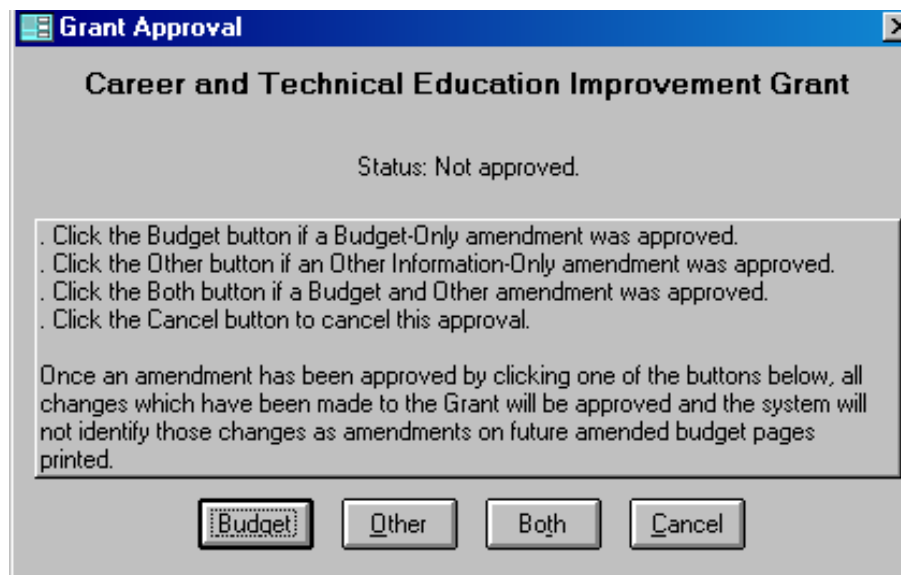 Grant Approval
Career and Technical Education Improvement Grant
Status: Not approved.
. Click the Budget button if a Budget-Only amendment was approved.
. Click the Other button if an Other Information-Only amendment was approved.
. Click the Both button if a Budget and Other amendment was approved.
. Click the Cancel button to cancel this approval.
Once an amendment has been approved by clicking one of the buttons below, all
changes which have been made to the Grant will be approved and the system will
not identify those changes as amendments on future amended budget pages
printed.
Budget Other Both Cancel